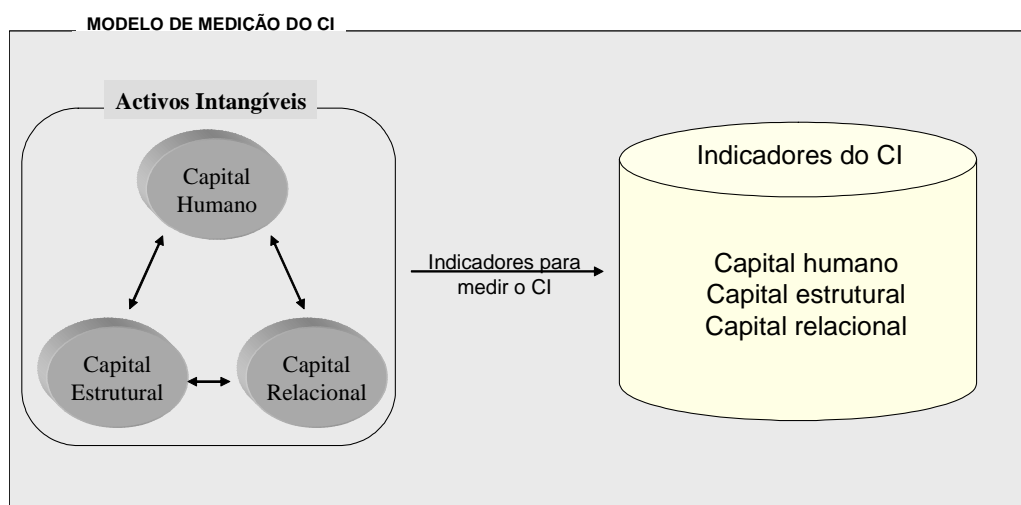 MODELO DE MEDIÇÃO DO CI
Activos Intangíveis
Capital
Humano
Capital
Estrutural
Capital
Relacional
Indicadores para
medir o CI
Indicadores do CI
Capital humano
Capital estrutural
Capital relacional